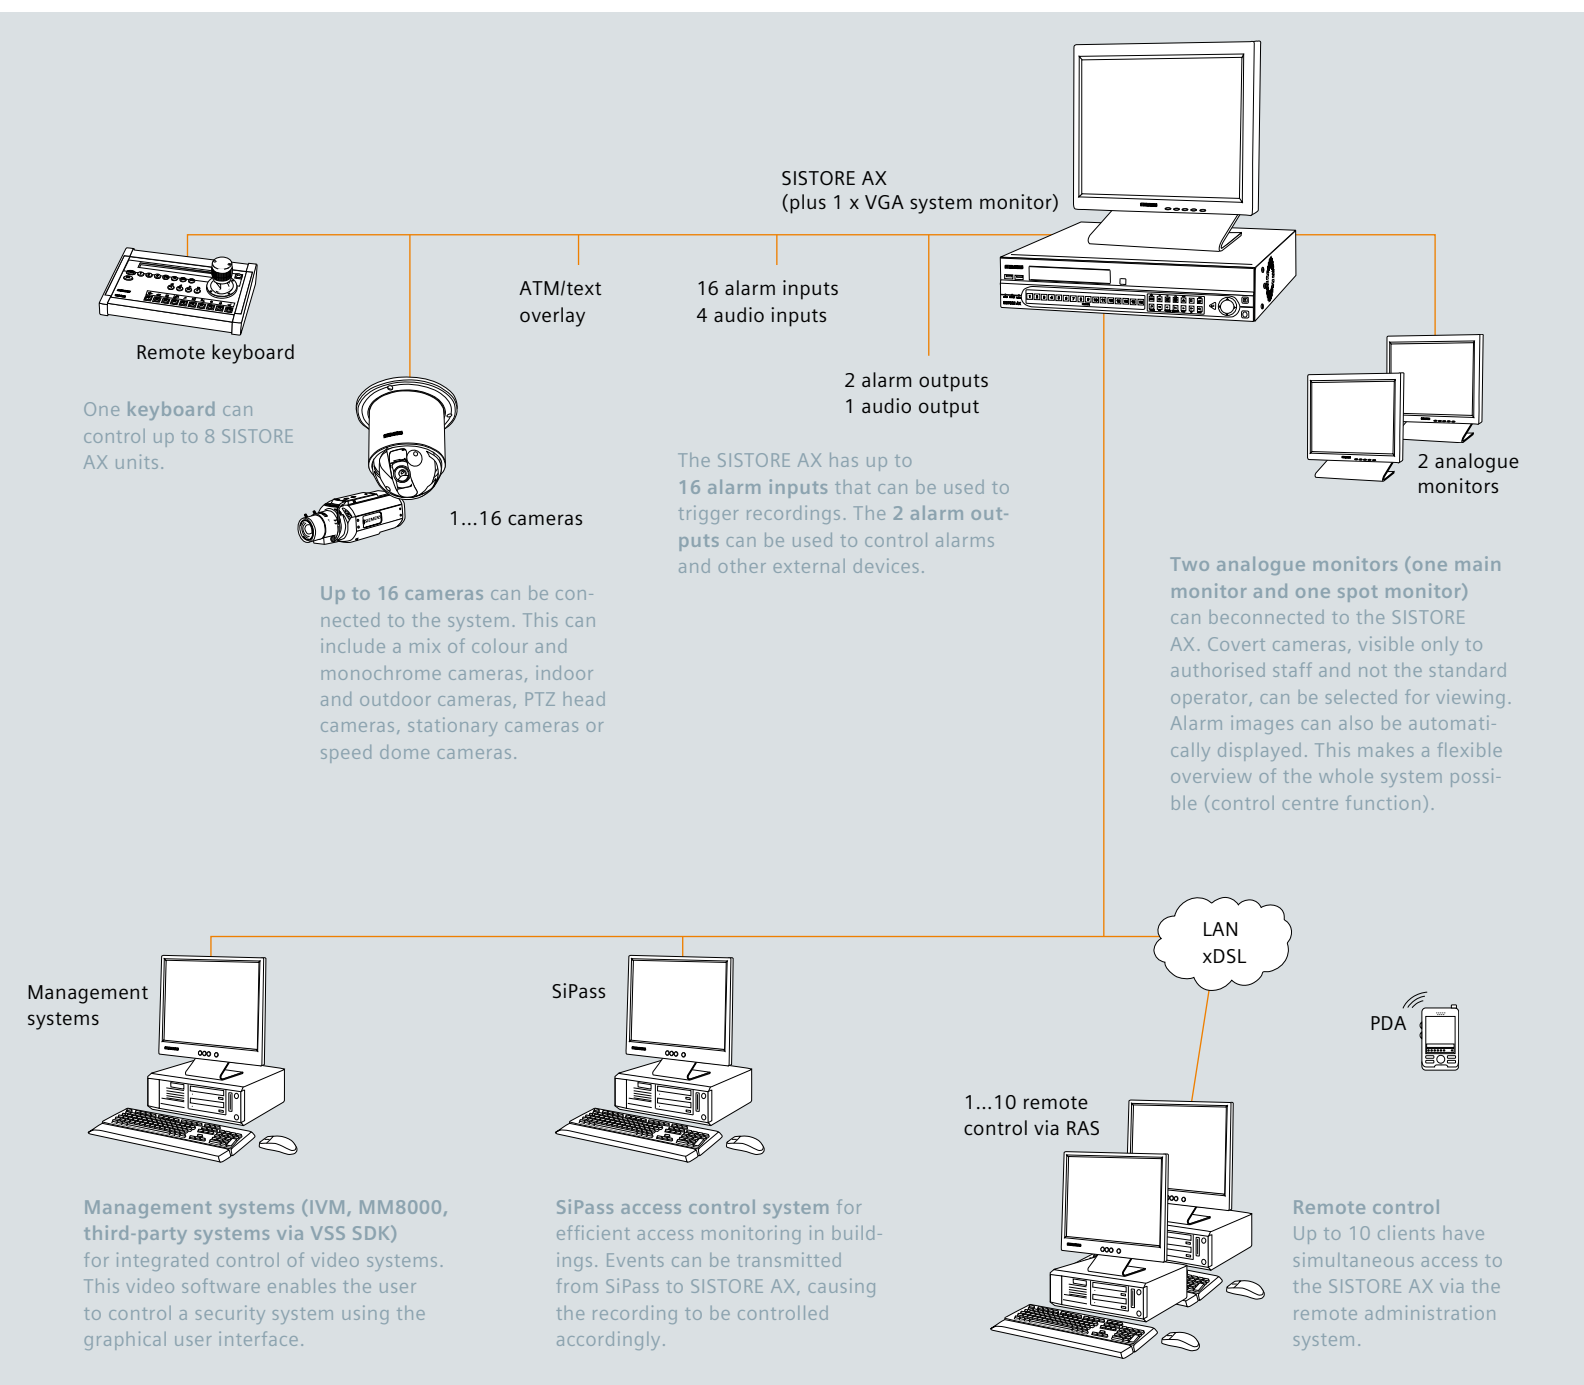 SISTORE AX
(plus 1 x VGA system monitor)
ATM/text
overlay
16 alarm inputs
4 audio inputs
Remote keyboard
2 alarm outputs
1 audio output
One keyboard can
control up to 8 SISTORE
AX units.
1...16 cameras
2 analogue
monitors
The SISTORE AX has up to
16 alarm inputs that can be used to
trigger recordings. The 2 alarm out-
puts can be used to control alarms
and other external devices.
Up to 16 cameras can be con-
nected to the system. This can
include a mix of colour and
monochrome cameras, indoor
and outdoor cameras, PTZ head
cameras, stationary cameras or
speed dome cameras.
Two analogue monitors (one main
monitor and one spot monitor)
can beconnected to the SISTORE
AX. Covert cameras, visible only to
authorised staff and not the standard
operator, can be selected for viewing.
Alarm images can also be automati-
cally displayed. This makes a flexible
overview of the whole system possi-
ble (control centre function).
LAN
xDSL
Management
systems
SiPass
PDA
1...10 remote
control via RAS
Management systems (IVM, MM8000,
third-party systems via VSS SDK)
for integrated control of video systems.
This video software enables the user
to control a security system using the
graphical user interface.
SiPass access control system for
efficient access monitoring in build-
ings. Events can be transmitted
from SiPass to SISTORE AX, causing
the recording to be controlled
accordingly.
Remote control
Up to 10 clients have
simultaneous access to
the SISTORE AX via the
remote administration
system.